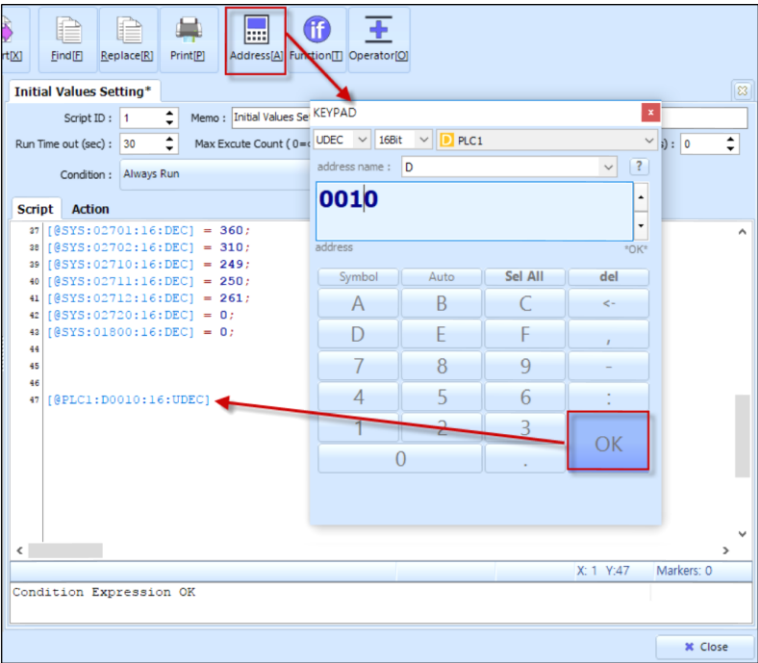 rt[X] Find[F] Replace[R] Print[P] Address[A] Function[T] Operator[O]
if
Initial Values Setting*
Script ID : 1 Memo : Initial Values Se
Run Time out (sec) : 30 Max Excute Count ( 0= ) : 0
Condition : Always Run
Script Action
KEYPAD x
UDEC 16Bit D PLC1
address name : D ?
0010
address "OK"
Symbol Auto Sel All del
A B C <-
D E F ,
7 8 9 -
4 5 6 :
1 2 3 OK
0 .
[@SYS:02701:16:DEC] = 360;
[@SYS:02702:16:DEC] = 310;
[@SYS:02710:16:DEC] = 249;
40 [@SYS:02711:16:DEC] = 250;
41 [@SYS:02712:16:DEC] = 261;
42 [@SYS:02720:16:DEC] = 0;
43 [@SYS:01800:16:DEC] = 0;
44
45
46
47 [@PLC1:D0010:16:UDEC]
X: 1 Y:47 Markers: 0
Condition Expression OK
Close